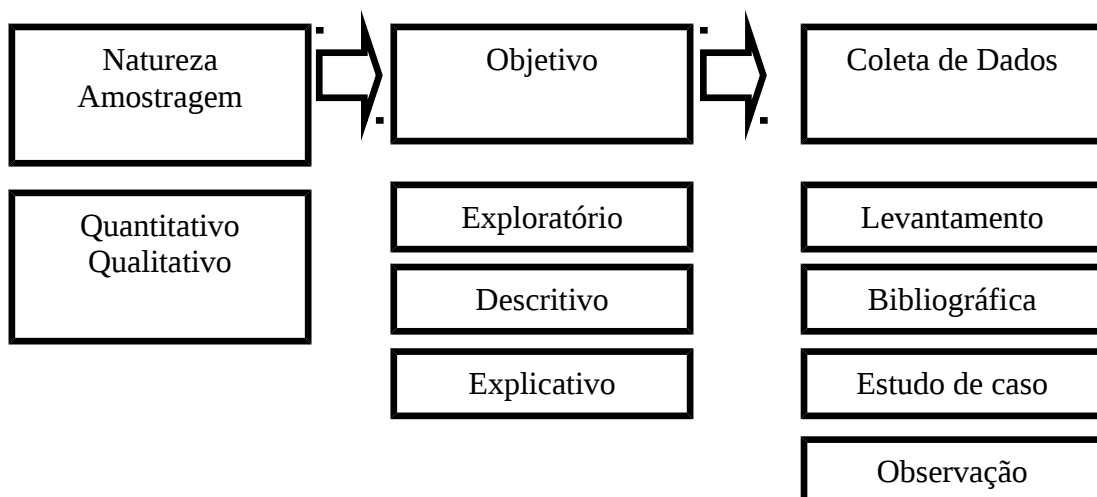 Natureza
Amostragem
Objetivo
Coleta de Dados
Quantitativo
Qualitativo
Exploratório
Levantamento
Descritivo
Bibliográfica
Explicativo
Estudo de caso
Observação